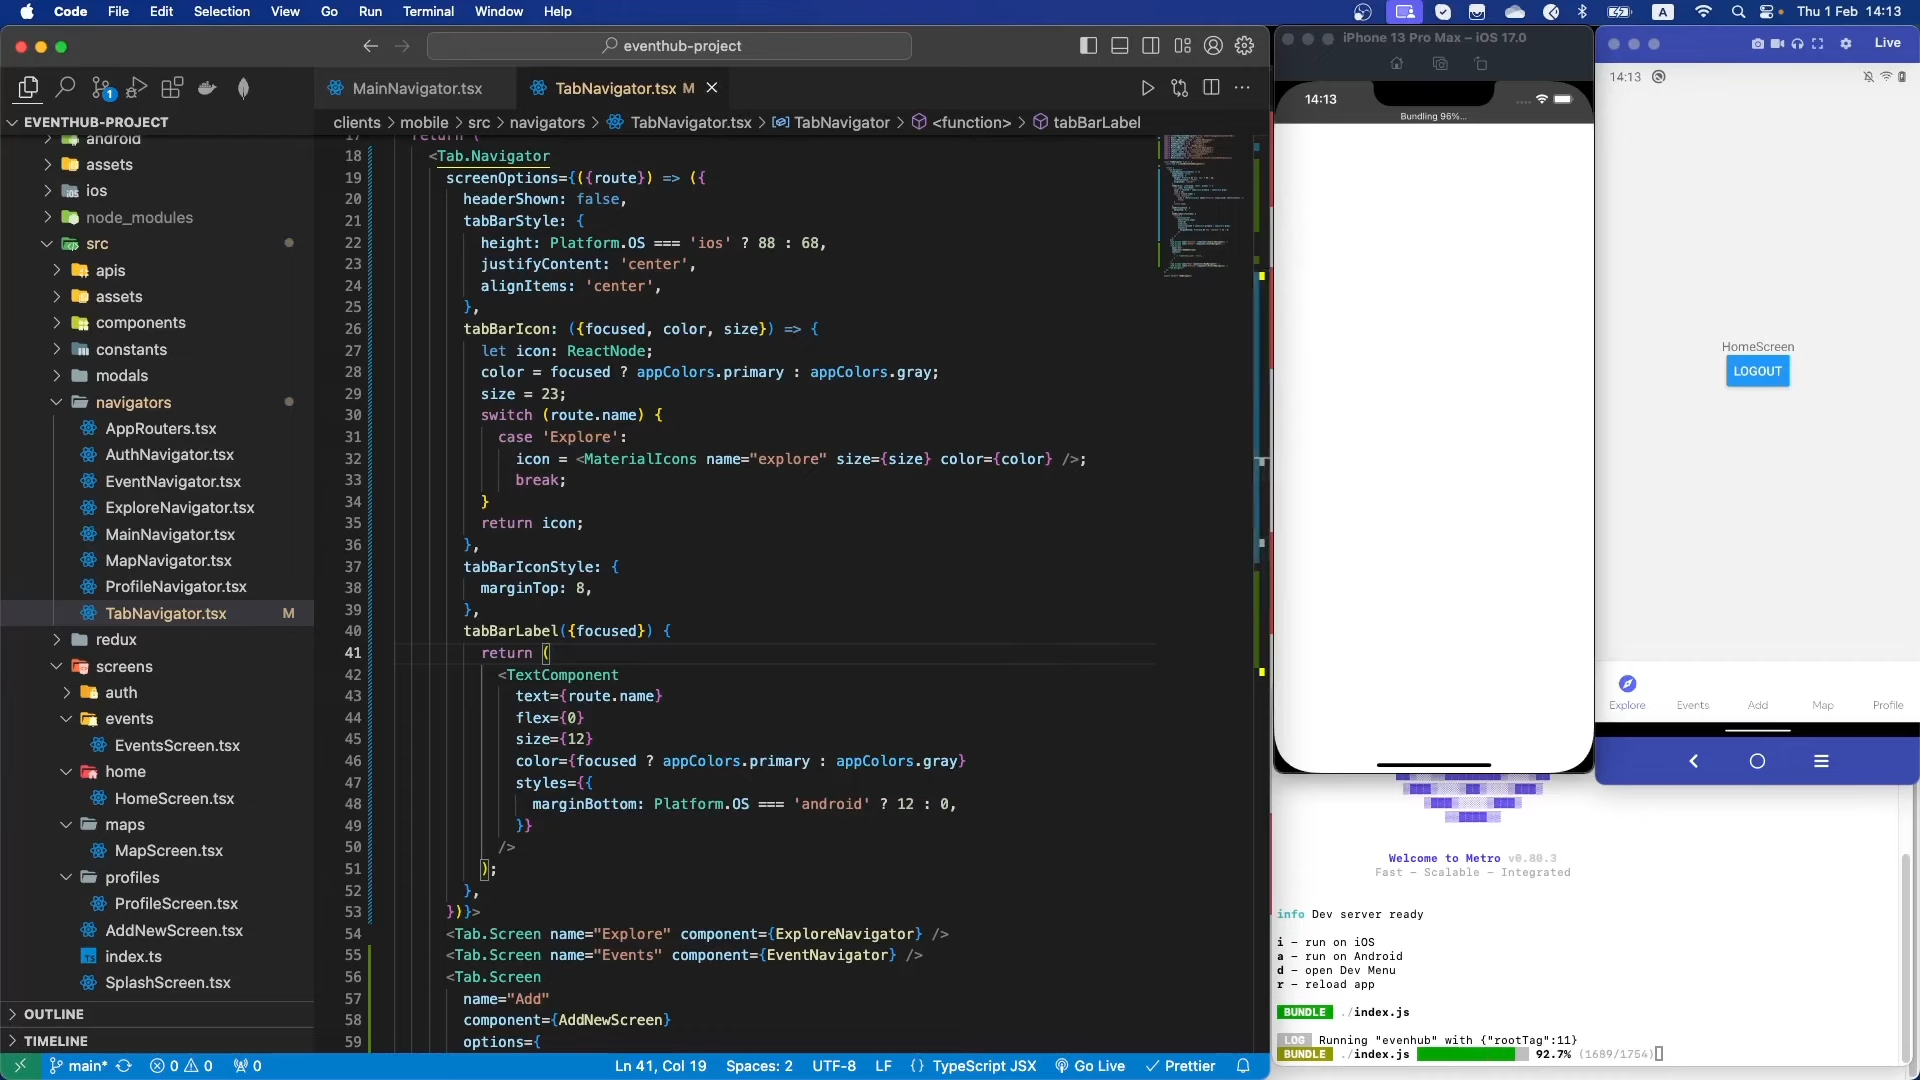 Code File Edit Selection View Go Run Terminal Window Help
A Thu 1 Feb 14:13
eventhub-project
MainNavigator.tsx
TabNavigator.tsx M
clients > mobile > src > navigators > TabNavigator.tsx > TabNavigator > <function> > tabBarLabel
EVENTHUB-PROJECT
android
assets
ios
node_modules
src
apis
assets
components
constants
modals
navigators
AppRouters.tsx
AuthNavigator.tsx
EventNavigator.tsx
ExploreNavigator.tsx
MainNavigator.tsx
MapNavigator.tsx
ProfileNavigator.tsx
TabNavigator.tsx M
redux
screens
auth
events
EventsScreen.tsx
home
HomeScreen.tsx
maps
MapScreen.tsx
profiles
ProfileScreen.tsx
AddNewScreen.tsx
index.ts
SplashScreen.tsx
OUTLINE
TIMELINE
17 return (
18 <Tab.Navigator
19 screenOptions={({route}) => ({
20 headerShown: false,
21 tabBarStyle: {
22 height: Platform.OS === 'ios' ? 88 : 68,
23 justifyContent: 'center',
24 alignItems: 'center',
25 },
26 tabBarIcon: ({focused, color, size}) => {
27 let icon: ReactNode;
28 color = focused ? appColors.primary : appColors.gray;
29 size = 23;
30 switch (route.name) {
31 case 'Explore':
32 icon = <MaterialIcons name="explore" size={size} color={color} />;
33 break;
34 }
35 return icon;
36 },
37 tabBarIconStyle: {
38 marginTop: 8,
39 },
40 tabBarLabel({focused}) {
41 return (
42 <TextComponent
43 text={route.name}
44 flex={0}
45 size={12}
46 color={focused ? appColors.primary : appColors.gray}
47 styles={{
48 marginBottom: Platform.OS === 'android' ? 12 : 0,
49 }}
50 />
51 );
52 },
53 })}>
54 <Tab.Screen name="Explore" component={ExploreNavigator} />
55 <Tab.Screen name="Events" component={EventNavigator} />
56 <Tab.Screen
57 name="Add"
58 component={AddNewScreen}
59 options={
main* 0 0 0
Ln 41, Col 19 Spaces: 2 UTF-8 LF {} TypeScript JSX Go Live Prettier
iPhone 13 Pro Max – iOS 17.0
14:13
Bundling 96%...
Live
14:13
HomeScreen
LOGOUT
Explore Events Add Map Profile
Welcome to Metro v0.80.3
Fast – Scalable – Integrated
info Dev server ready
i – run on iOS
a – run on Android
d – open Dev Menu
r – reload app
BUNDLE ./index.js
LOG Running "evenhub" with {"rootTag":11}
BUNDLE ./index.js 92.7% (1689/1754)